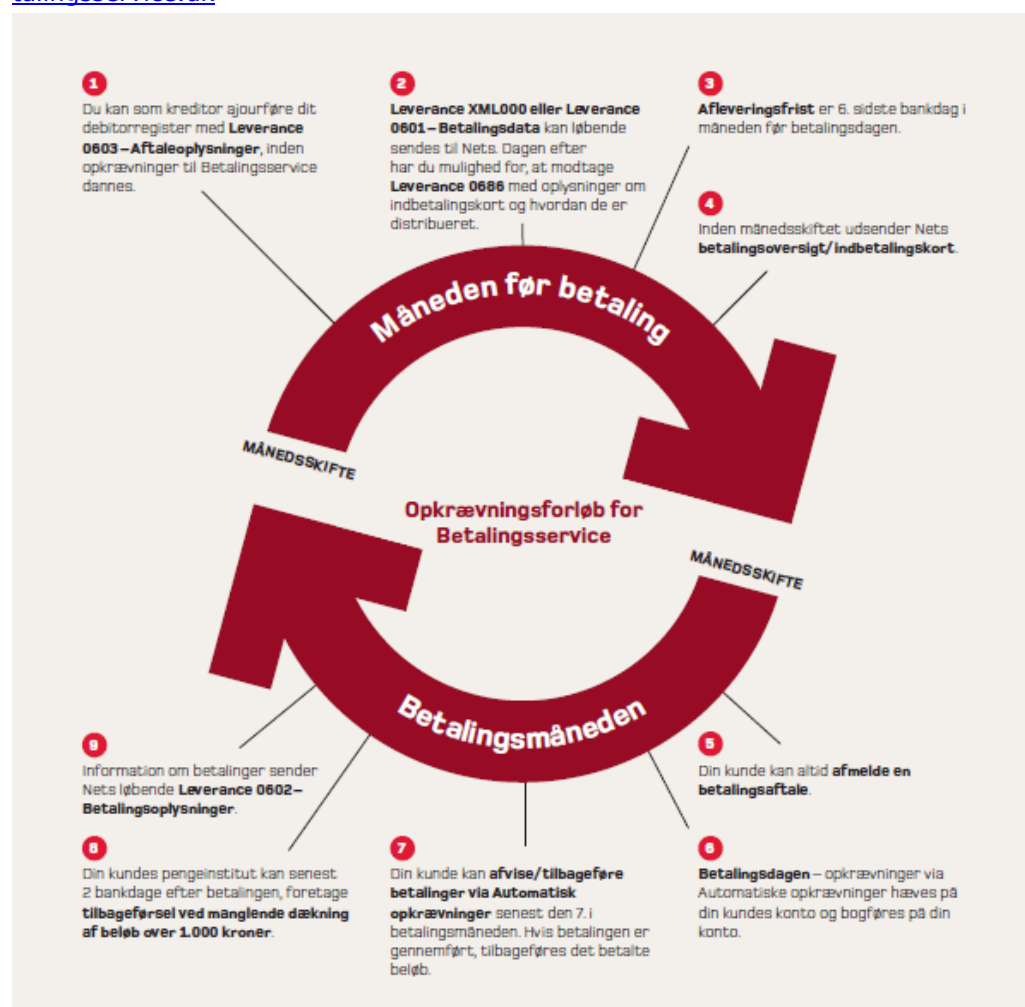 1
Du kan som kreditor ajourføre dit
debitorregister med Leverance
0603–Aftaleoplysninger, inden
opkrævninger til Betalingsservice
dannes.
2
Leverance XML000 eller Leverance
0601–Betalingsdata kan løbende
sendes til Nets. Dagen efter
har du mulighed for, at modtage
Leverance 0686 med oplysninger om
indbetalingskort og hvordan de er
distribueret.
3
Afleveringsfrist er 6. sidste bankdag i
måneden før betalingsdagen.
4
Inden månedsskiftet udsender Nets
betalingsoversigt/indbetalingskort.
Måneden før betaling
MÅNEDSSKIFTE
Opkrævningsforløb for
Betalingsservice
MÅNEDSSKIFTE
Betalingsmåneden
5
Din kunde kan altid afmelde en
betalingsaftale.
6
Betalingsdagen – opkrævninger via
Automatiske opkrævninger hæves på
din kundes konto og bogføres på din
konto.
7
Din kunde kan afvise/tilbageføre
betalinger via Automatisk
opkrævninger senest den 7. i
betalingsmåneden. Hvis betalingen er
gennemført, tilbageføres det betalte
beløb.
8
Din kundes pengeinstitut kan senest
2 bankdage efter betalingen, foretage
tilbageførsel ved manglende dækning
af beløb over 1.000 kroner.
9
Information om betalinger sender
Nets løbende Leverance 0602–
Betalingsoplysninger.